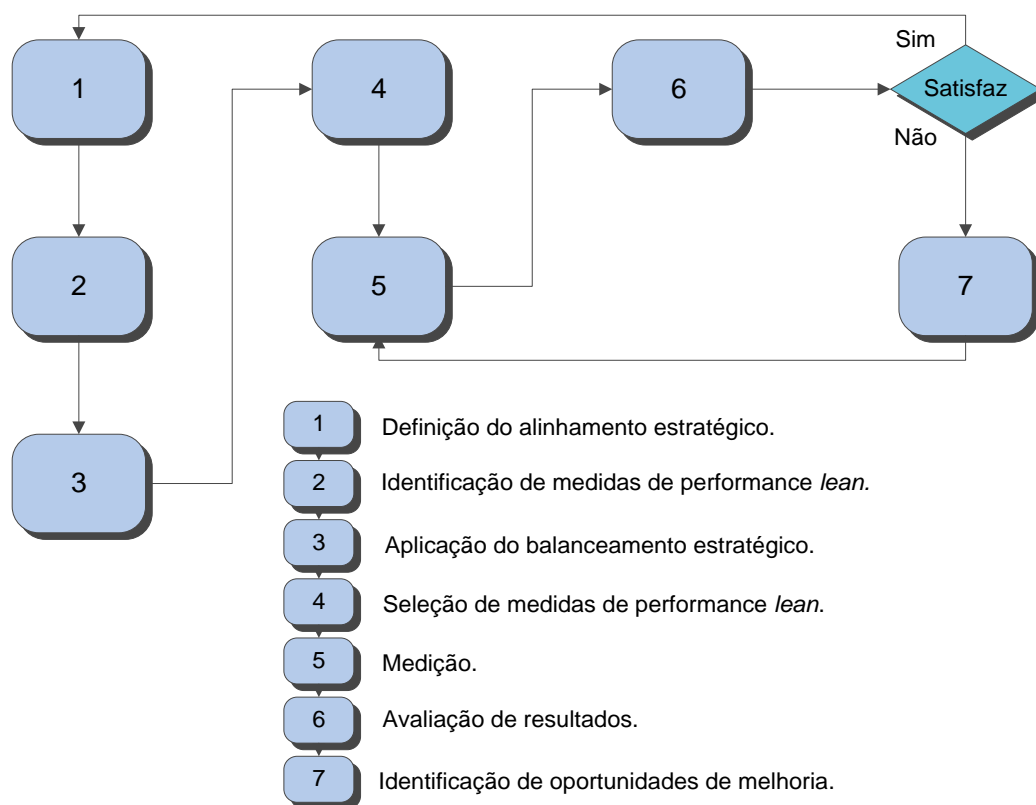 Sim
1
4
6
Satisfaz
Não
2
5
7
3
1 Definição do alinhamento estratégico.
2 Identificação de medidas de performance lean.
3 Aplicação do balanceamento estratégico.
4 Seleção de medidas de performance lean.
5 Medição.
6 Avaliação de resultados.
7 Identificação de oportunidades de melhoria.